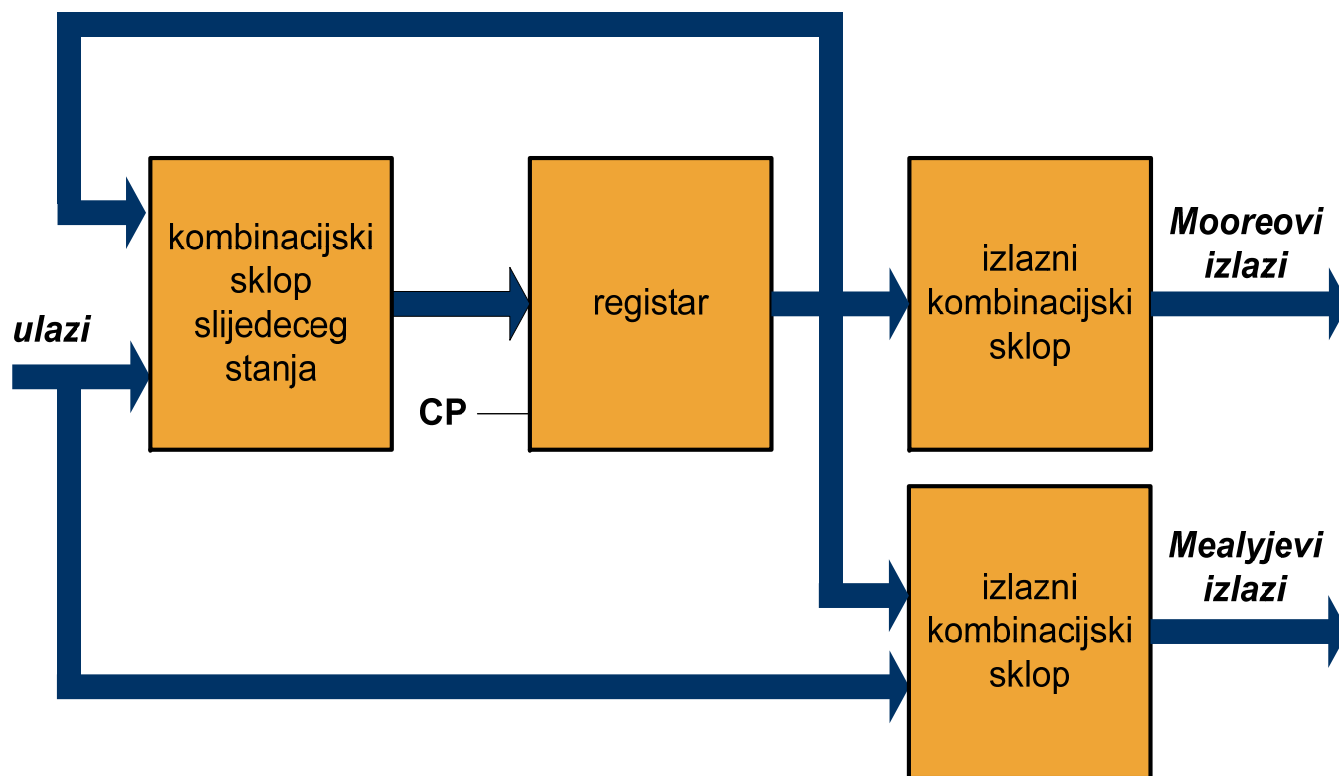 kombinacijski
sklop
slijedeceg
stanja
registar
izlazni
kombinacijski
sklop
Mooreovi
izlazi
ulazi
CP
izlazni
kombinacijski
sklop
Mealyjevi
izlazi